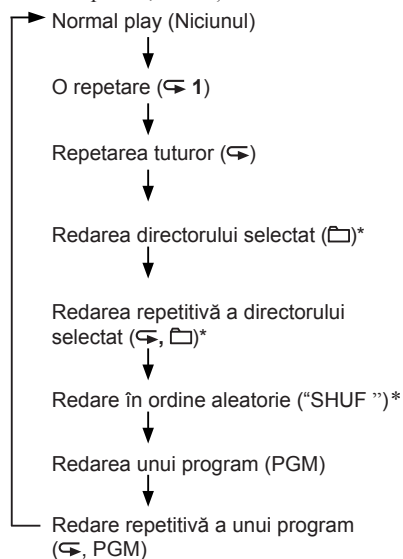 Normal play (Niciunul)
O repetare (⮒ 1)
Repetarea tuturor (⮒)
Redarea directorului selectat (🗀)*
Redarea repetitivă a directorului
selectat (⮒, 🗀)*
Redare în ordine aleatorie (“SHUF ”)*
Redarea unui program (PGM)
Redare repetitivă a unui program
(⮒, PGM)